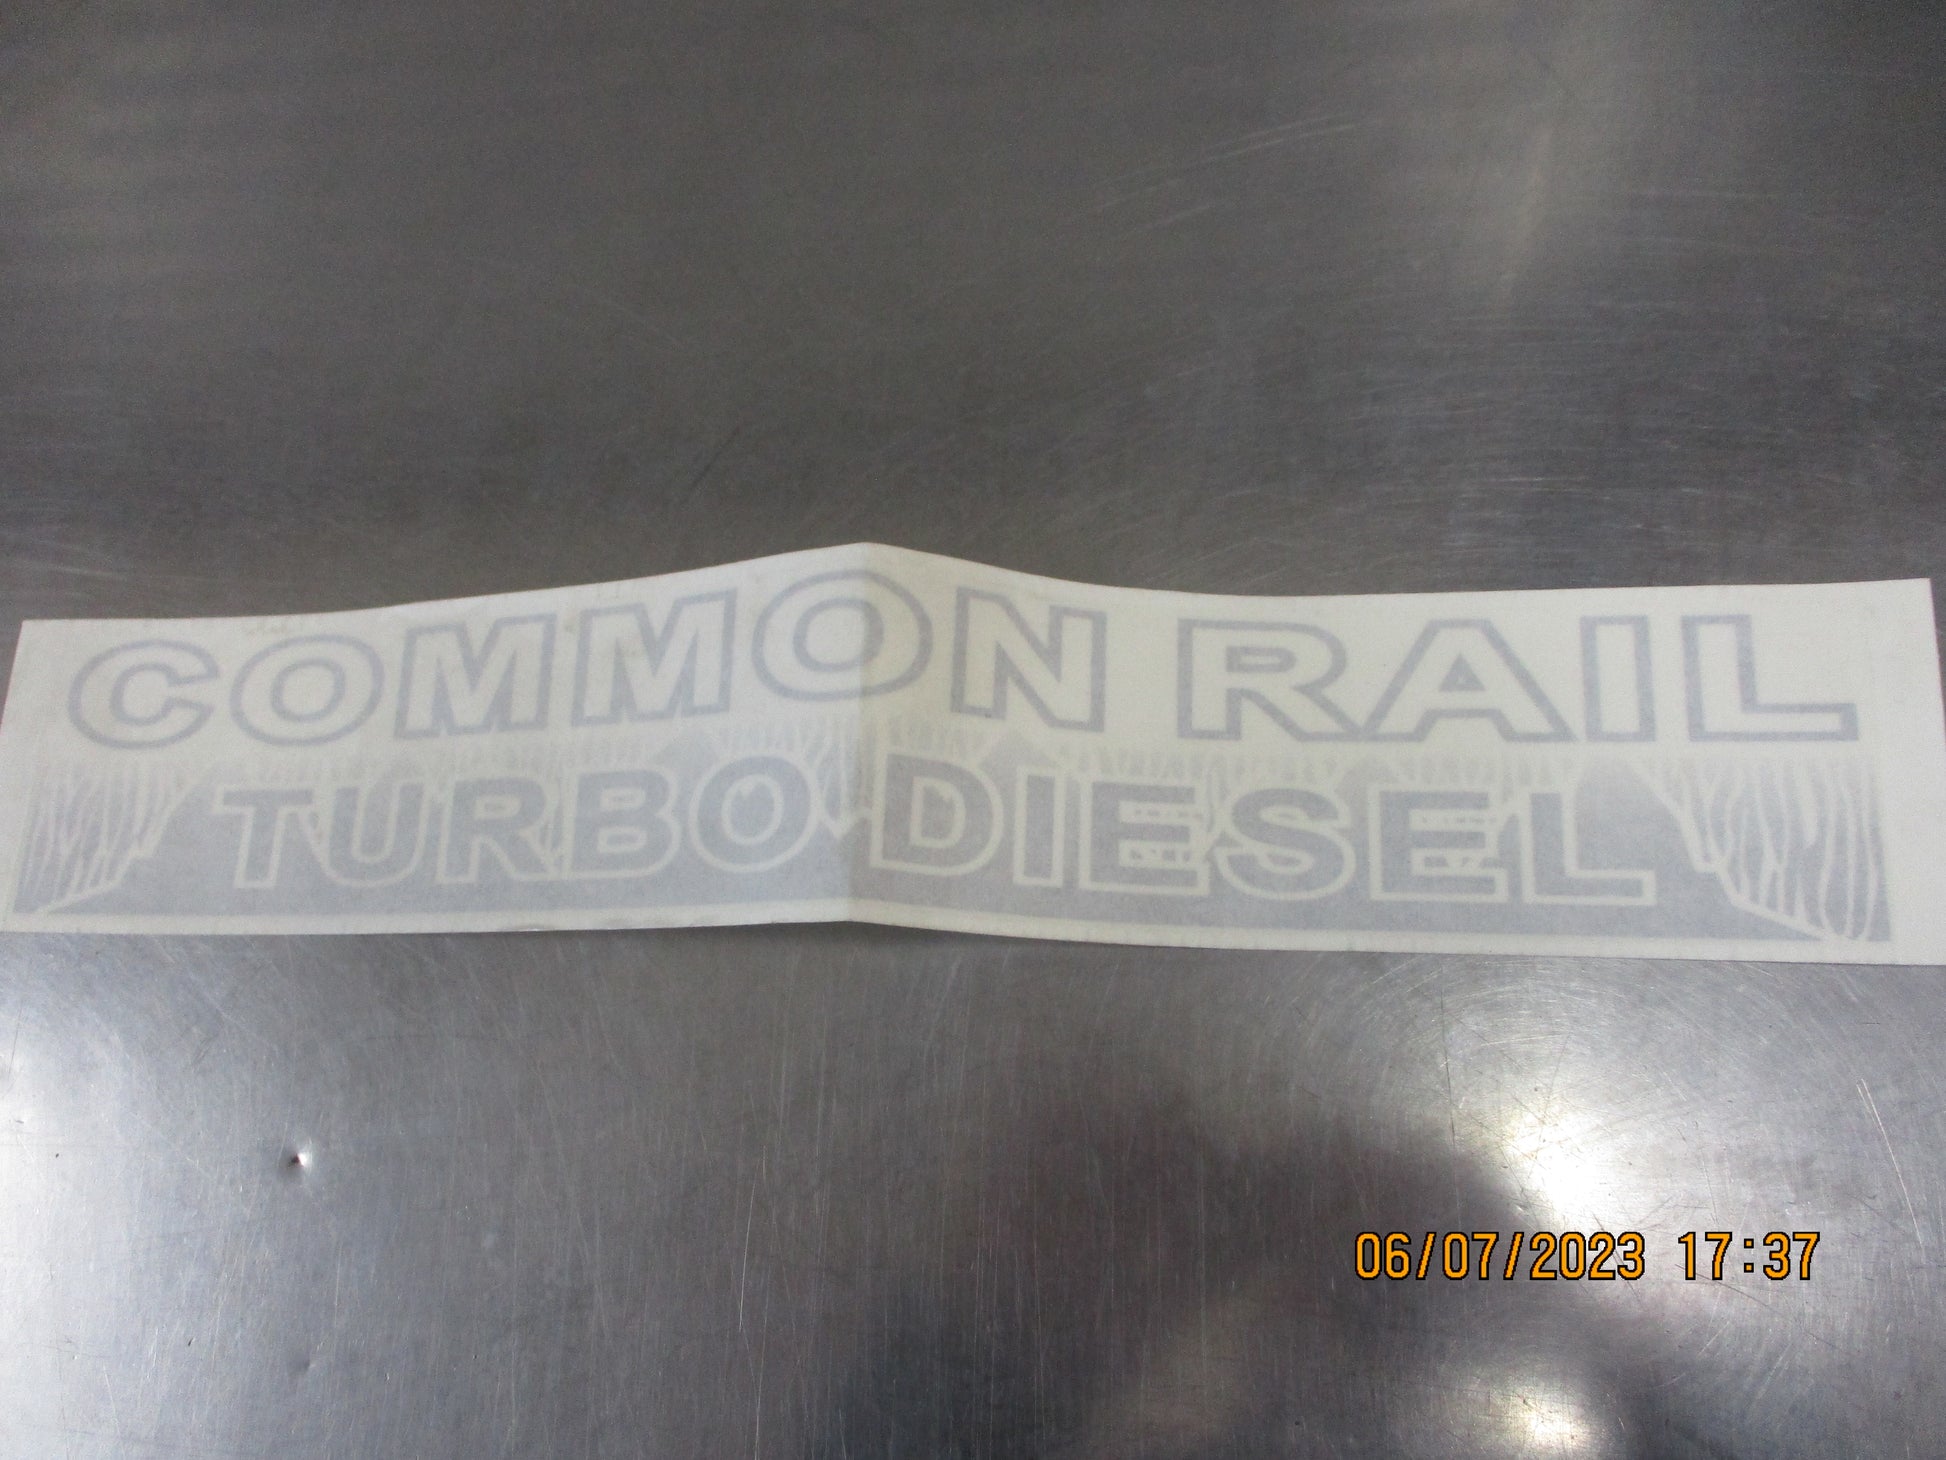 COMMON RAIL
TURBO DIESEL
06/07/2023 17:37